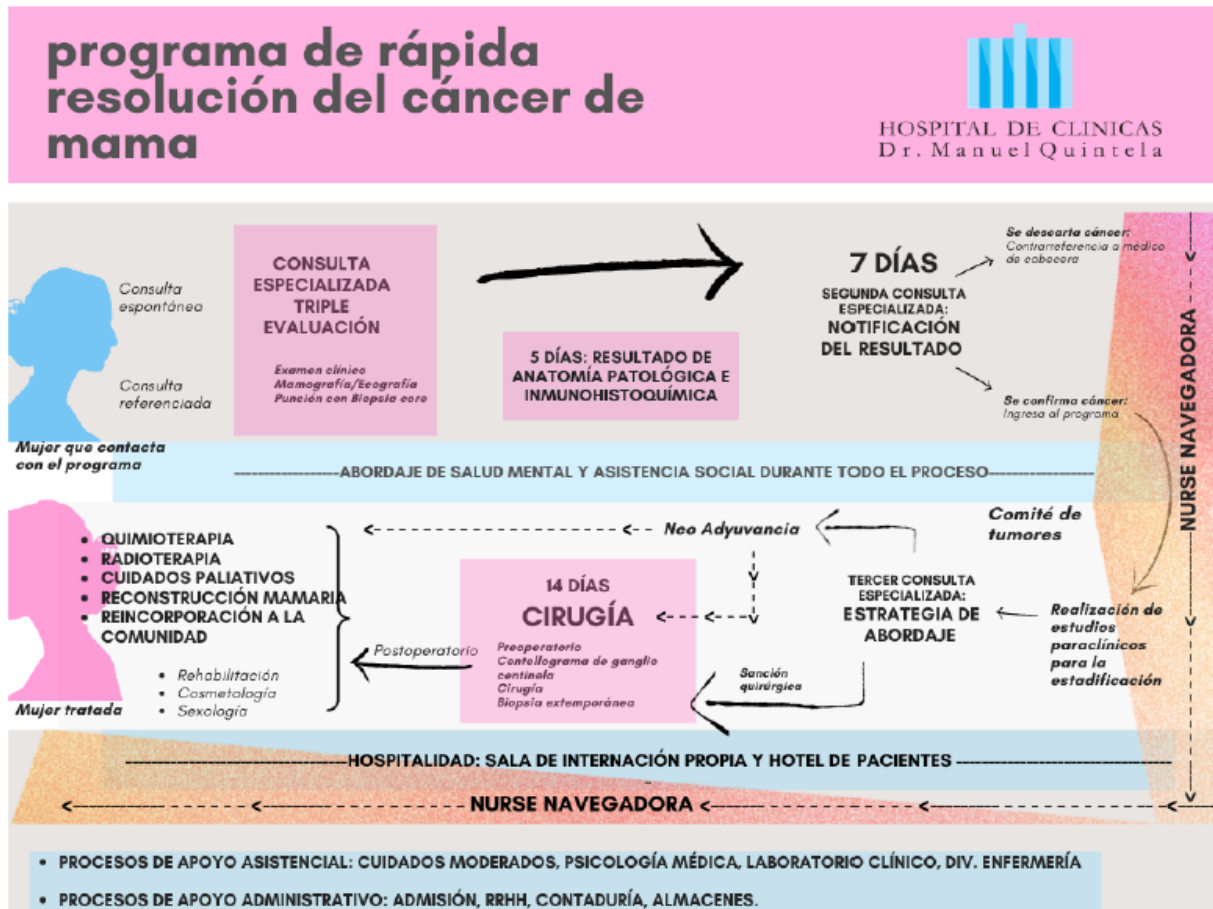 programa de rápida
resolución del cáncer de
mama
HOSPITAL DE CLINICAS
Dr. Manuel Quintela
Consulta
espontánea
Consulta
referenciada
Mujer que contacta
con el programa
CONSULTA
ESPECIALIZADA
TRIPLE
EVALUACIÓN
Examen clínico
Mamografía/Ecografía
Punción con Biopsia core
5 DÍAS: RESULTADO DE
ANATOMÍA PATOLÓGICA E
INMUNOHISTOQUÍMICA
7 DÍAS
SEGUNDA CONSULTA
ESPECIALIZADA:
NOTIFICACIÓN
DEL RESULTADO
Se descarta cáncer:
Contrarreferencia a médico
de cabecera
Se confirma cáncer:
Ingresa al programa
NURSE NAVEGADORA
ABORDAJE DE SALUD MENTAL Y ASISTENCIA SOCIAL DURANTE TODO EL PROCESO
Comité de
tumores
Realización de
estudios
paraclínicos
para la
estadificación
TERCER CONSULTA
ESPECIALIZADA:
ESTRATEGIA DE
ABORDAJE
Neo Adyuvancia
Sanción
quirúrgica
14 DÍAS
CIRUGÍA
Preoperatorio
Centellograma de ganglio
centinela
Cirugía
Biopsia extemporánea
Postoperatorio
• QUIMIOTERAPIA
• RADIOTERAPIA
• CUIDADOS PALIATIVOS
• RECONSTRUCCIÓN MAMARIA
• REINCORPORACIÓN A LA
COMUNIDAD
• Rehabilitación
• Cosmetología
• Sexología
Mujer tratada
HOSPITALIDAD: SALA DE INTERNACIÓN PROPIA Y HOTEL DE PACIENTES
NURSE NAVEGADORA
• PROCESOS DE APOYO ASISTENCIAL: CUIDADOS MODERADOS, PSICOLOGÍA MÉDICA, LABORATORIO CLÍNICO, DIV. ENFERMERÍA
• PROCESOS DE APOYO ADMINISTRATIVO: ADMISIÓN, RRHH, CONTADURÍA, ALMACENES.